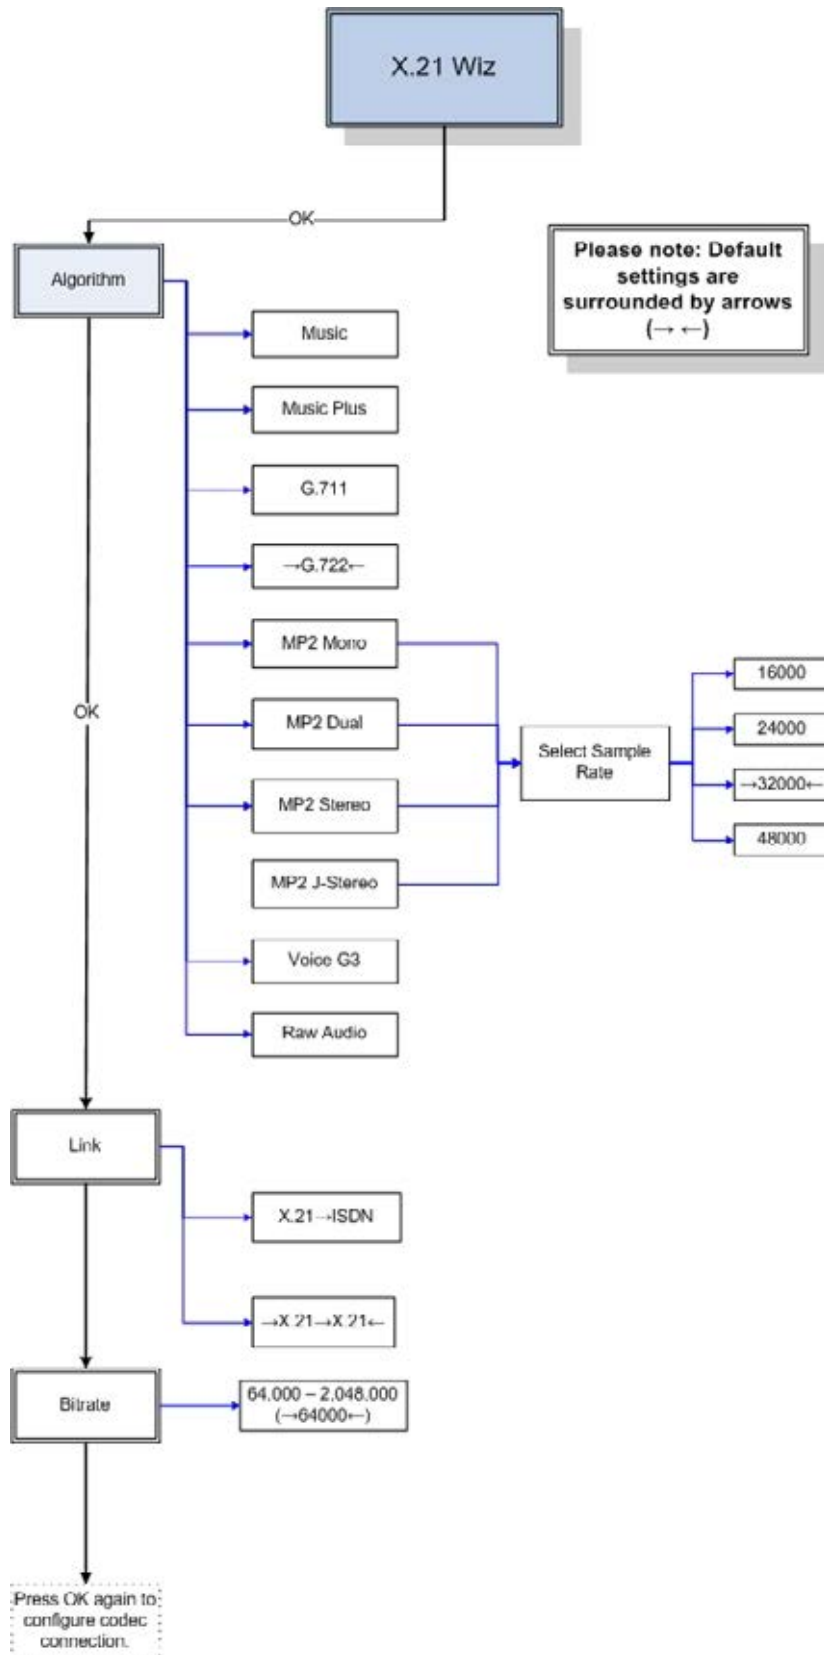 X.21 Wiz
OK
Please note: Default
settings are
surrounded by arrows
(→ ←)
Algorithm
Music
Music Plus
G.711
→G.722←
MP2 Mono
MP2 Dual
MP2 Stereo
MP2 J-Stereo
Voice G3
Raw Audio
Select Sample
Rate
16000
24000
→32000←
48000
OK
Link
X.21→ISDN
→X.21→X.21←
Bitrate
64.000 – 2,048.000
(→64000←)
Press OK again to
configure codec
connection.